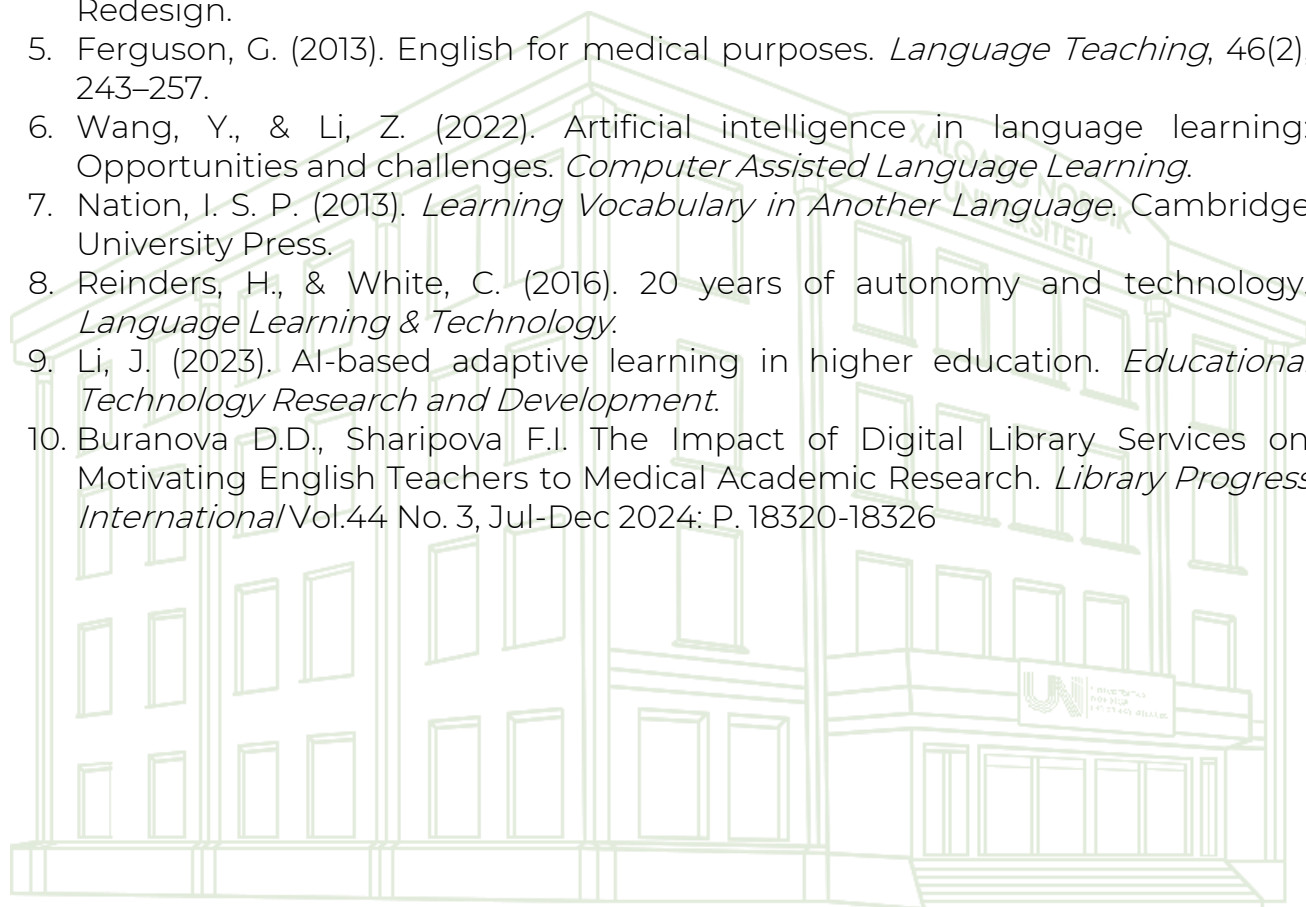 Redesign.
5. Ferguson, G. (2013). English for medical purposes. Language Teaching, 46(2),
243–257.
6. Wang, Y., & Li, Z. (2022). Artificial intelligence in language learning:
Opportunities and challenges. Computer Assisted Language Learning.
7. Nation, I. S. P. (2013). Learning Vocabulary in Another Language. Cambridge
University Press.
8. Reinders, H., & White, C. (2016). 20 years of autonomy and technology.
Language Learning & Technology.
9. Li, J. (2023). AI-based adaptive learning in higher education. Educational
Technology Research and Development.
10. Buranova D.D., Sharipova F.I. The Impact of Digital Library Services on
Motivating English Teachers to Medical Academic Research. Library Progress
International Vol.44 No. 3, Jul-Dec 2024: P. 18320-18326
XALQARO NORDIK
UNIVERSITETI
UN